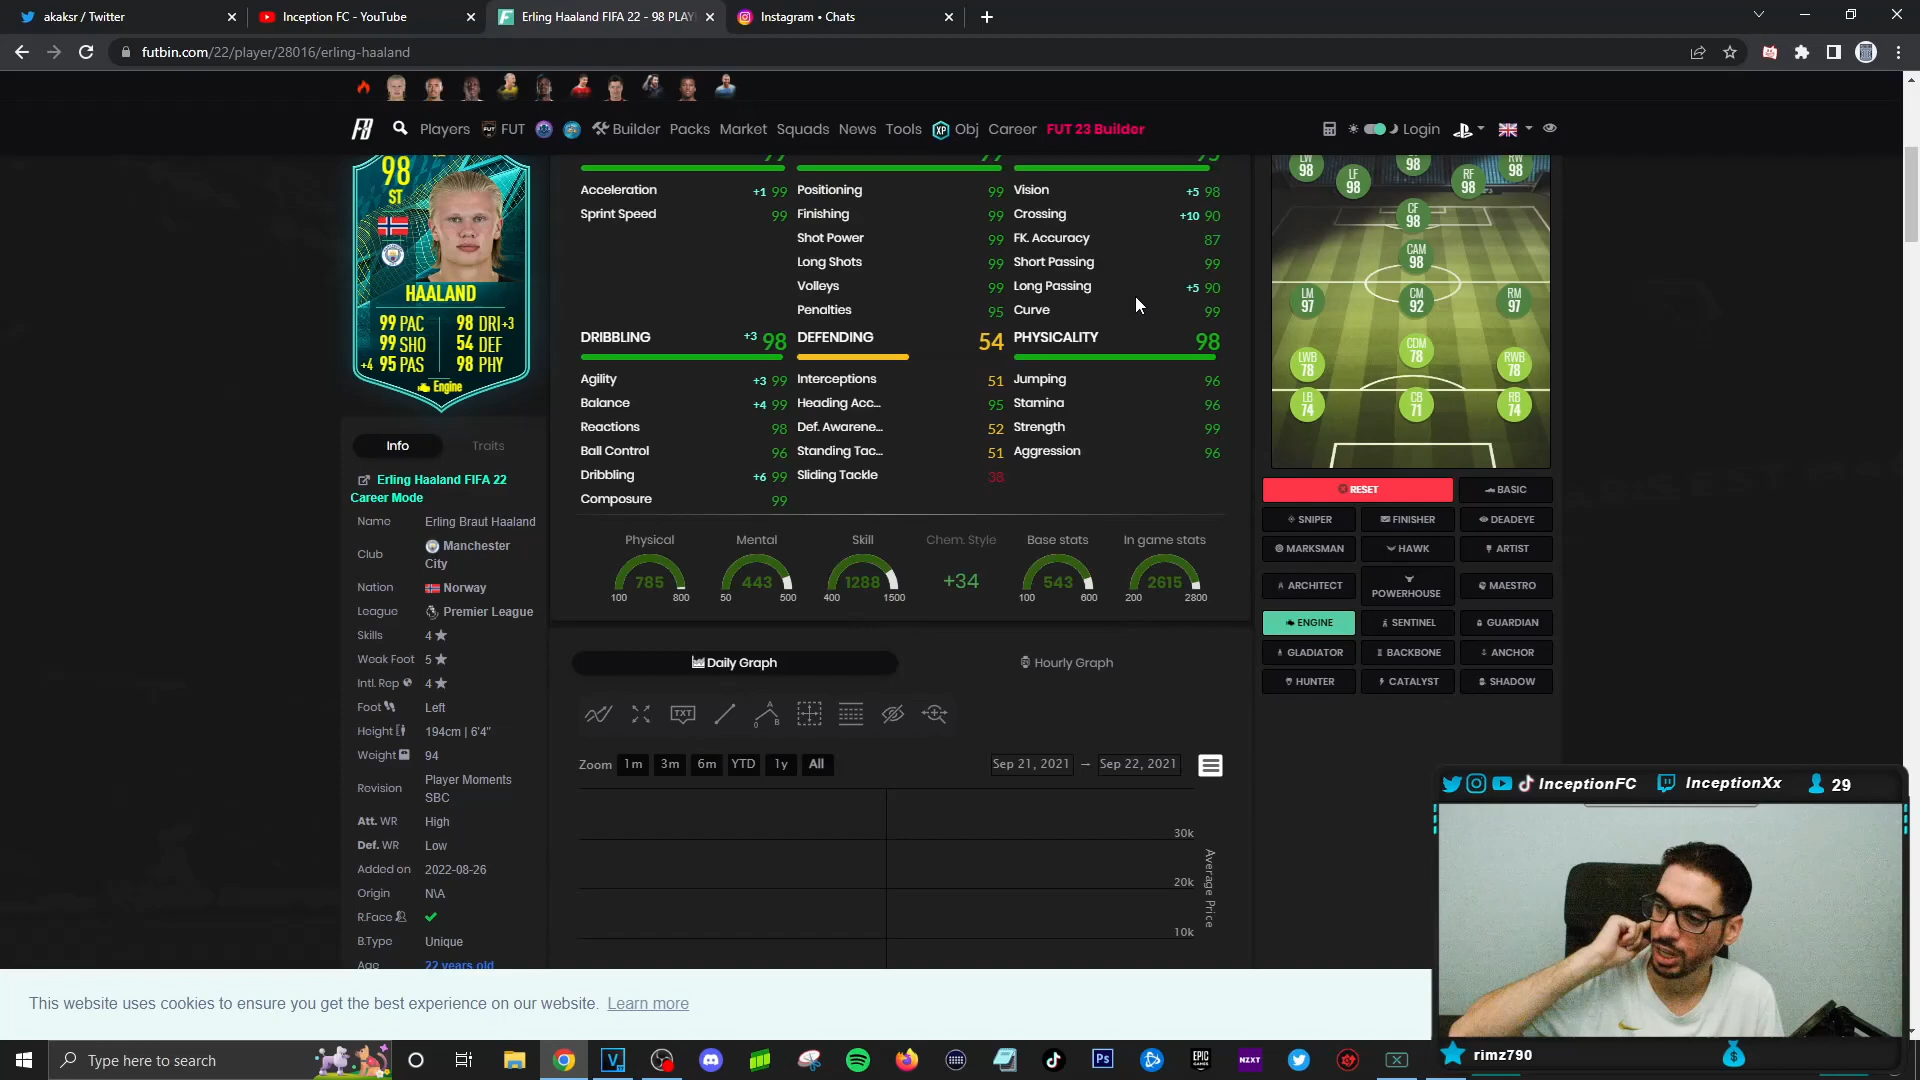 akaksr / Twitter
Inception FC - YouTube
Erling Haaland FIFA 22 - 98 PLAY
Instagram • Chats
futbin.com/22/player/28016/erling-haaland
Players FUT Builder Packs Market Squads News Tools XP Obj Career FUT 23 Builder Login
98
ST
HAALAND
99 PAC 98 DRI+3
99 SHO 54 DEF
+4 95 PAS 98 PHY
Engine
Info Traits
Erling Haaland FIFA 22
Career Mode
Name Erling Braut Haaland
Club Manchester City
Nation Norway
League Premier League
Skills 4
Weak Foot 5
Intl. Rep 4
Foot Left
Height 194cm | 6'4"
Weight 94
Revision Player Moments SBC
Att. WR High
Def. WR Low
Added on 2022-08-26
Origin N\A
R.Face
B.Type Unique
Age 22 years old
Acceleration +1 99
Sprint Speed 99
Positioning 99
Finishing 99
Shot Power 99
Long Shots 99
Volleys 99
Penalties 95
Vision +5 98
Crossing +10 90
FK. Accuracy 87
Short Passing 99
Long Passing +5 90
Curve 99
DRIBBLING +3 98
Agility +3 99
Balance +4 99
Reactions 98
Ball Control 96
Dribbling +6 99
Composure 99
DEFENDING 54
Interceptions 51
Heading Acc... 95
Def. Awarene... 52
Standing Tac... 51
Sliding Tackle 38
PHYSICALITY 98
Jumping 96
Stamina 96
Strength 99
Aggression 96
Physical Mental Skill Chem. Style Base stats In game stats
785 443 1288 +34 543 2615
100 800 50 500 400 1500 100 600 200 2800
Daily Graph Hourly Graph
TXT
Zoom 1m 3m 6m YTD 1y All Sep 21, 2021 → Sep 22, 2021
30k
20k
10k
Average Price
LW 98
98
RW 98
LF 98
RF 98
CF 98
CAM 98
LM 97
CM 92
RM 97
LWB 78
CDM 78
RWB 78
LB 74
CB 71
RB 74
RESET BASIC
SNIPER FINISHER DEADEYE
MARKSMAN HAWK ARTIST
ARCHITECT POWERHOUSE MAESTRO
ENGINE SENTINEL GUARDIAN
GLADIATOR BACKBONE ANCHOR
HUNTER CATALYST SHADOW
InceptionFC InceptionXx 29
rimz790
This website uses cookies to ensure you get the best experience on our website. Learn more
Type here to search
Ps
EPIC GAMES
NZXT